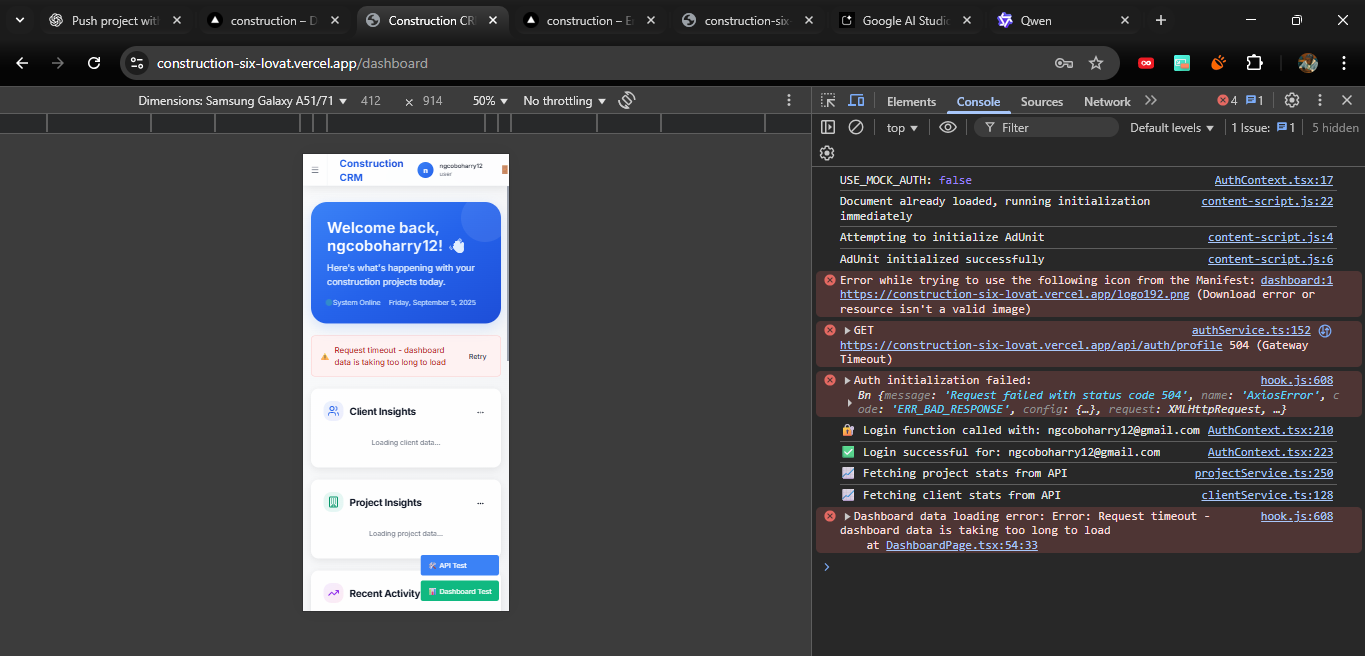 Push project with
construction – D
Construction CR
construction – E
construction-six-
Google AI Studio
Qwen
construction-six-lovat.vercel.app/dashboard
Dimensions: Samsung Galaxy A51/71 412 × 914 50% No throttling
Elements Console Sources Network 4 1
top Filter Default levels 1 Issue: 1 5 hidden
Construction
CRM
n
ngcoboharry12
user
Welcome back,
ngcoboharry12! 👋
Here's what's happening with your
construction projects today.
System Online Friday, September 5, 2025
Request timeout - dashboard
data is taking too long to load
Retry
Client Insights ...
Loading client data...
Project Insights ...
Loading project data...
API Test
Recent Activity
Dashboard Test
USE_MOCK_AUTH: false AuthContext.tsx:17
Document already loaded, running initialization content-script.js:22
immediately
Attempting to initialize AdUnit content-script.js:4
AdUnit initialized successfully content-script.js:6
Error while trying to use the following icon from the Manifest: dashboard:1
https://construction-six-lovat.vercel.app/logo192.png (Download error or
resource isn't a valid image)
GET authService.ts:152
https://construction-six-lovat.vercel.app/api/auth/profile 504 (Gateway
Timeout)
Auth initialization failed: hook.js:608
Bn {message: 'Request failed with status code 504', name: 'AxiosError', c
ode: 'ERR_BAD_RESPONSE', config: {…}, request: XMLHttpRequest, …}
🔐 Login function called with: ngcoboharry12@gmail.com AuthContext.tsx:210
✅ Login successful for: ngcoboharry12@gmail.com AuthContext.tsx:223
📈 Fetching project stats from API projectService.ts:250
📈 Fetching client stats from API clientService.ts:128
Dashboard data loading error: Error: Request timeout - hook.js:608
dashboard data is taking too long to load
at DashboardPage.tsx:54:33